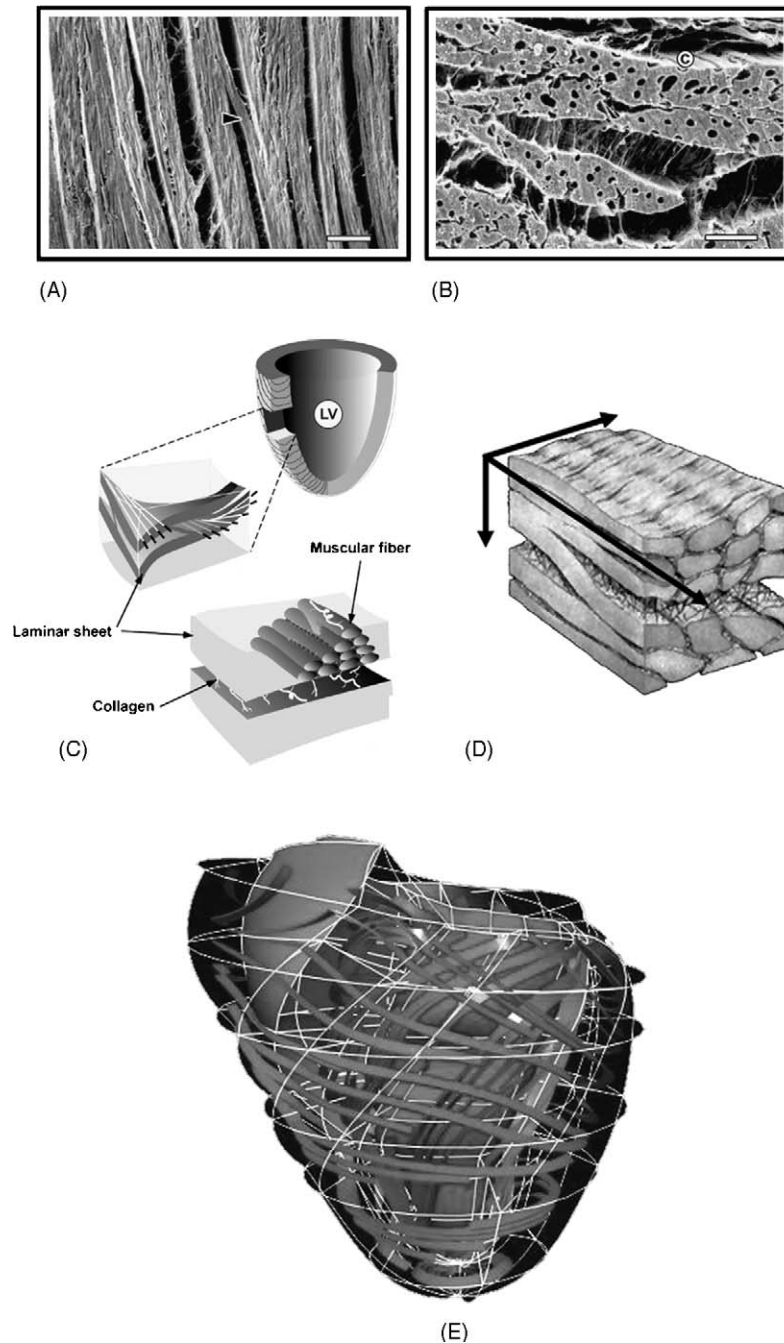 C
(A)
(B)
LV
Muscular fiber
Laminar sheet
Collagen
(C)
(D)
(E)